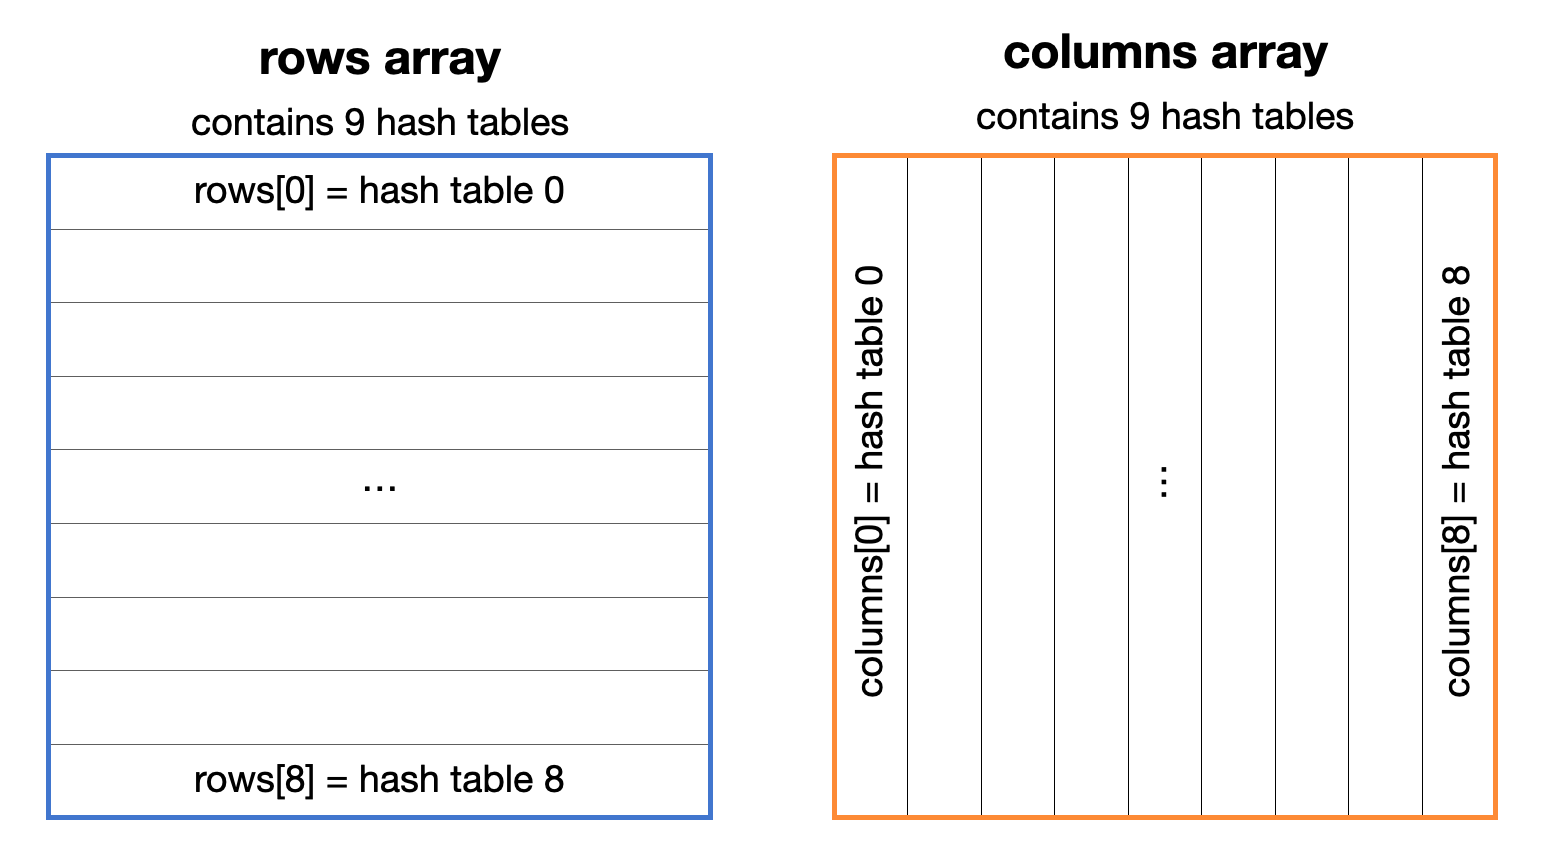 rows array
contains 9 hash tables
rows[0] = hash table 0
...
rows[8] = hash table 8
columns array
contains 9 hash tables
columns[0] = hash table 0
...
columns[8] = hash table 8